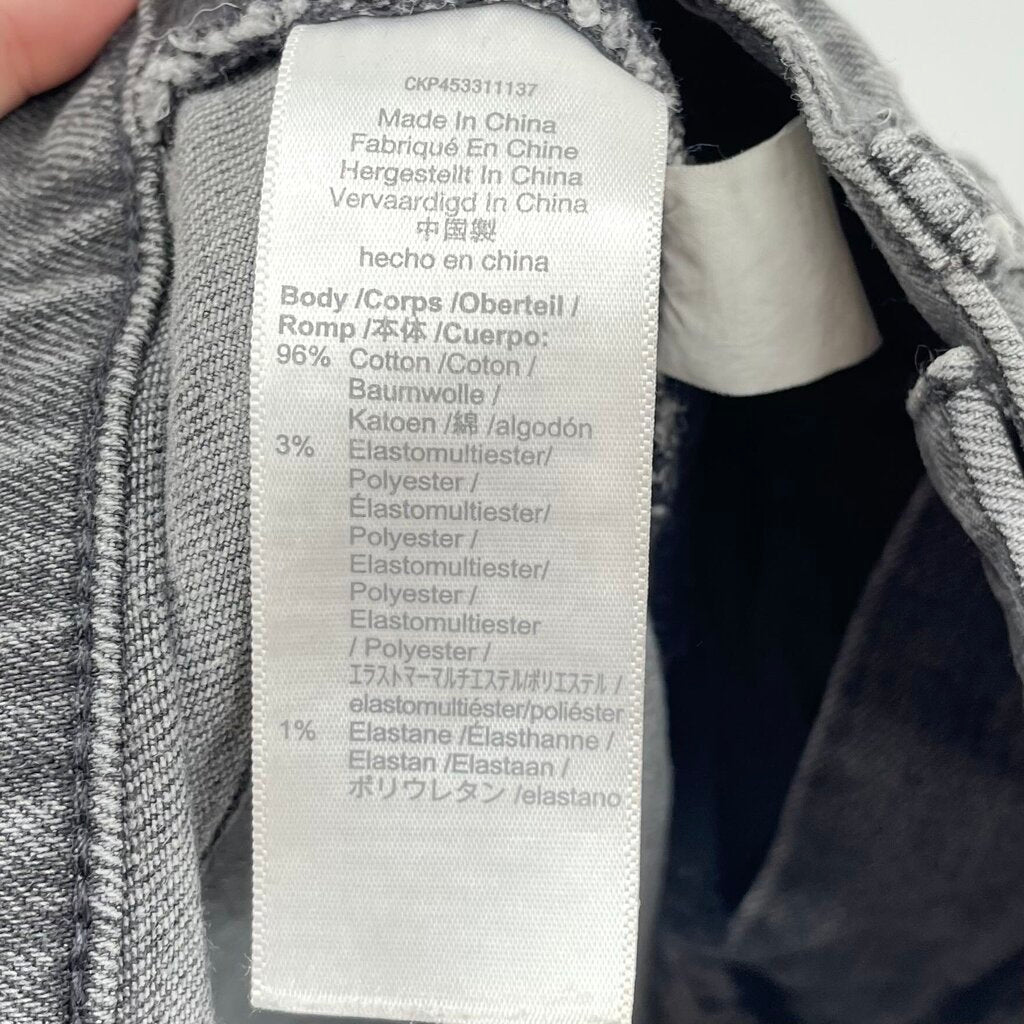 CKP453311137
Made In China
Fabriqué En Chine
Hergestellt In China
Vervaardigd In China
中国製
hecho en china
Body /Corps /Oberteil /
Romp /本体 /Cuerpo:
96% Cotton /Coton /
Baumwolle /
Katoen /綿 /algodón
3% Elastomultiester/
Polyester /
Élastomultiester/
Polyester /
Elastomultiester/
Polyester /
Elastomultiester
/ Polyester /
エラストマーマルチエステル/ポリエステル /
elastomultiéster/poliéster
1% Elastane /Élasthanne /
Elastan /Elastaan /
ポリウレタン /elastano